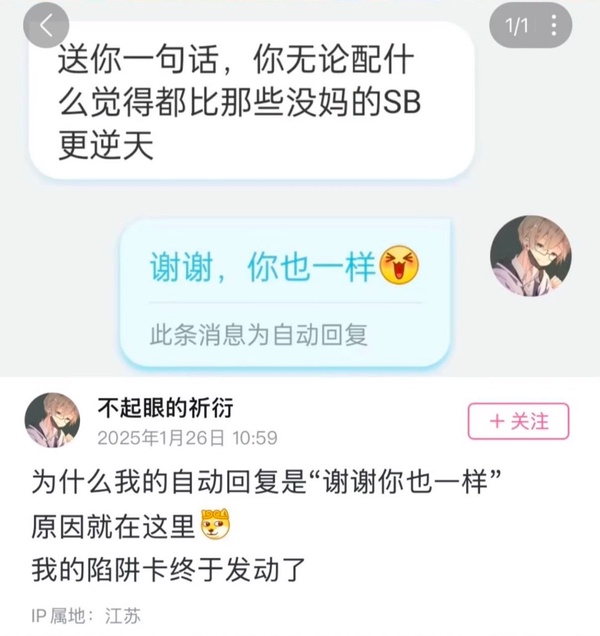 1/1
送你一句话，你无论配什
么觉得都比那些没妈的SB
更逆天
谢谢，你也一样
此条消息为自动回复
不起眼的祈衍
2025年1月26日 10:59
+ 关注
为什么我的自动回复是“谢谢你也一样”
原因就在这里
我的陷阱卡终于发动了
IP属地：江苏